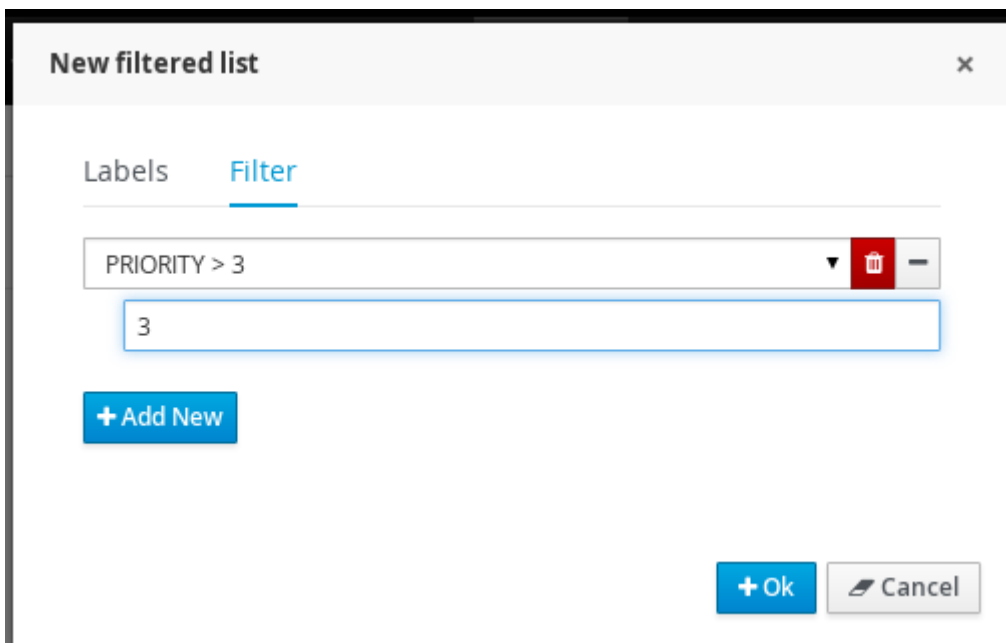 New filtered list
Labels Filter
PRIORITY > 3
3
Add New
Ok Cancel